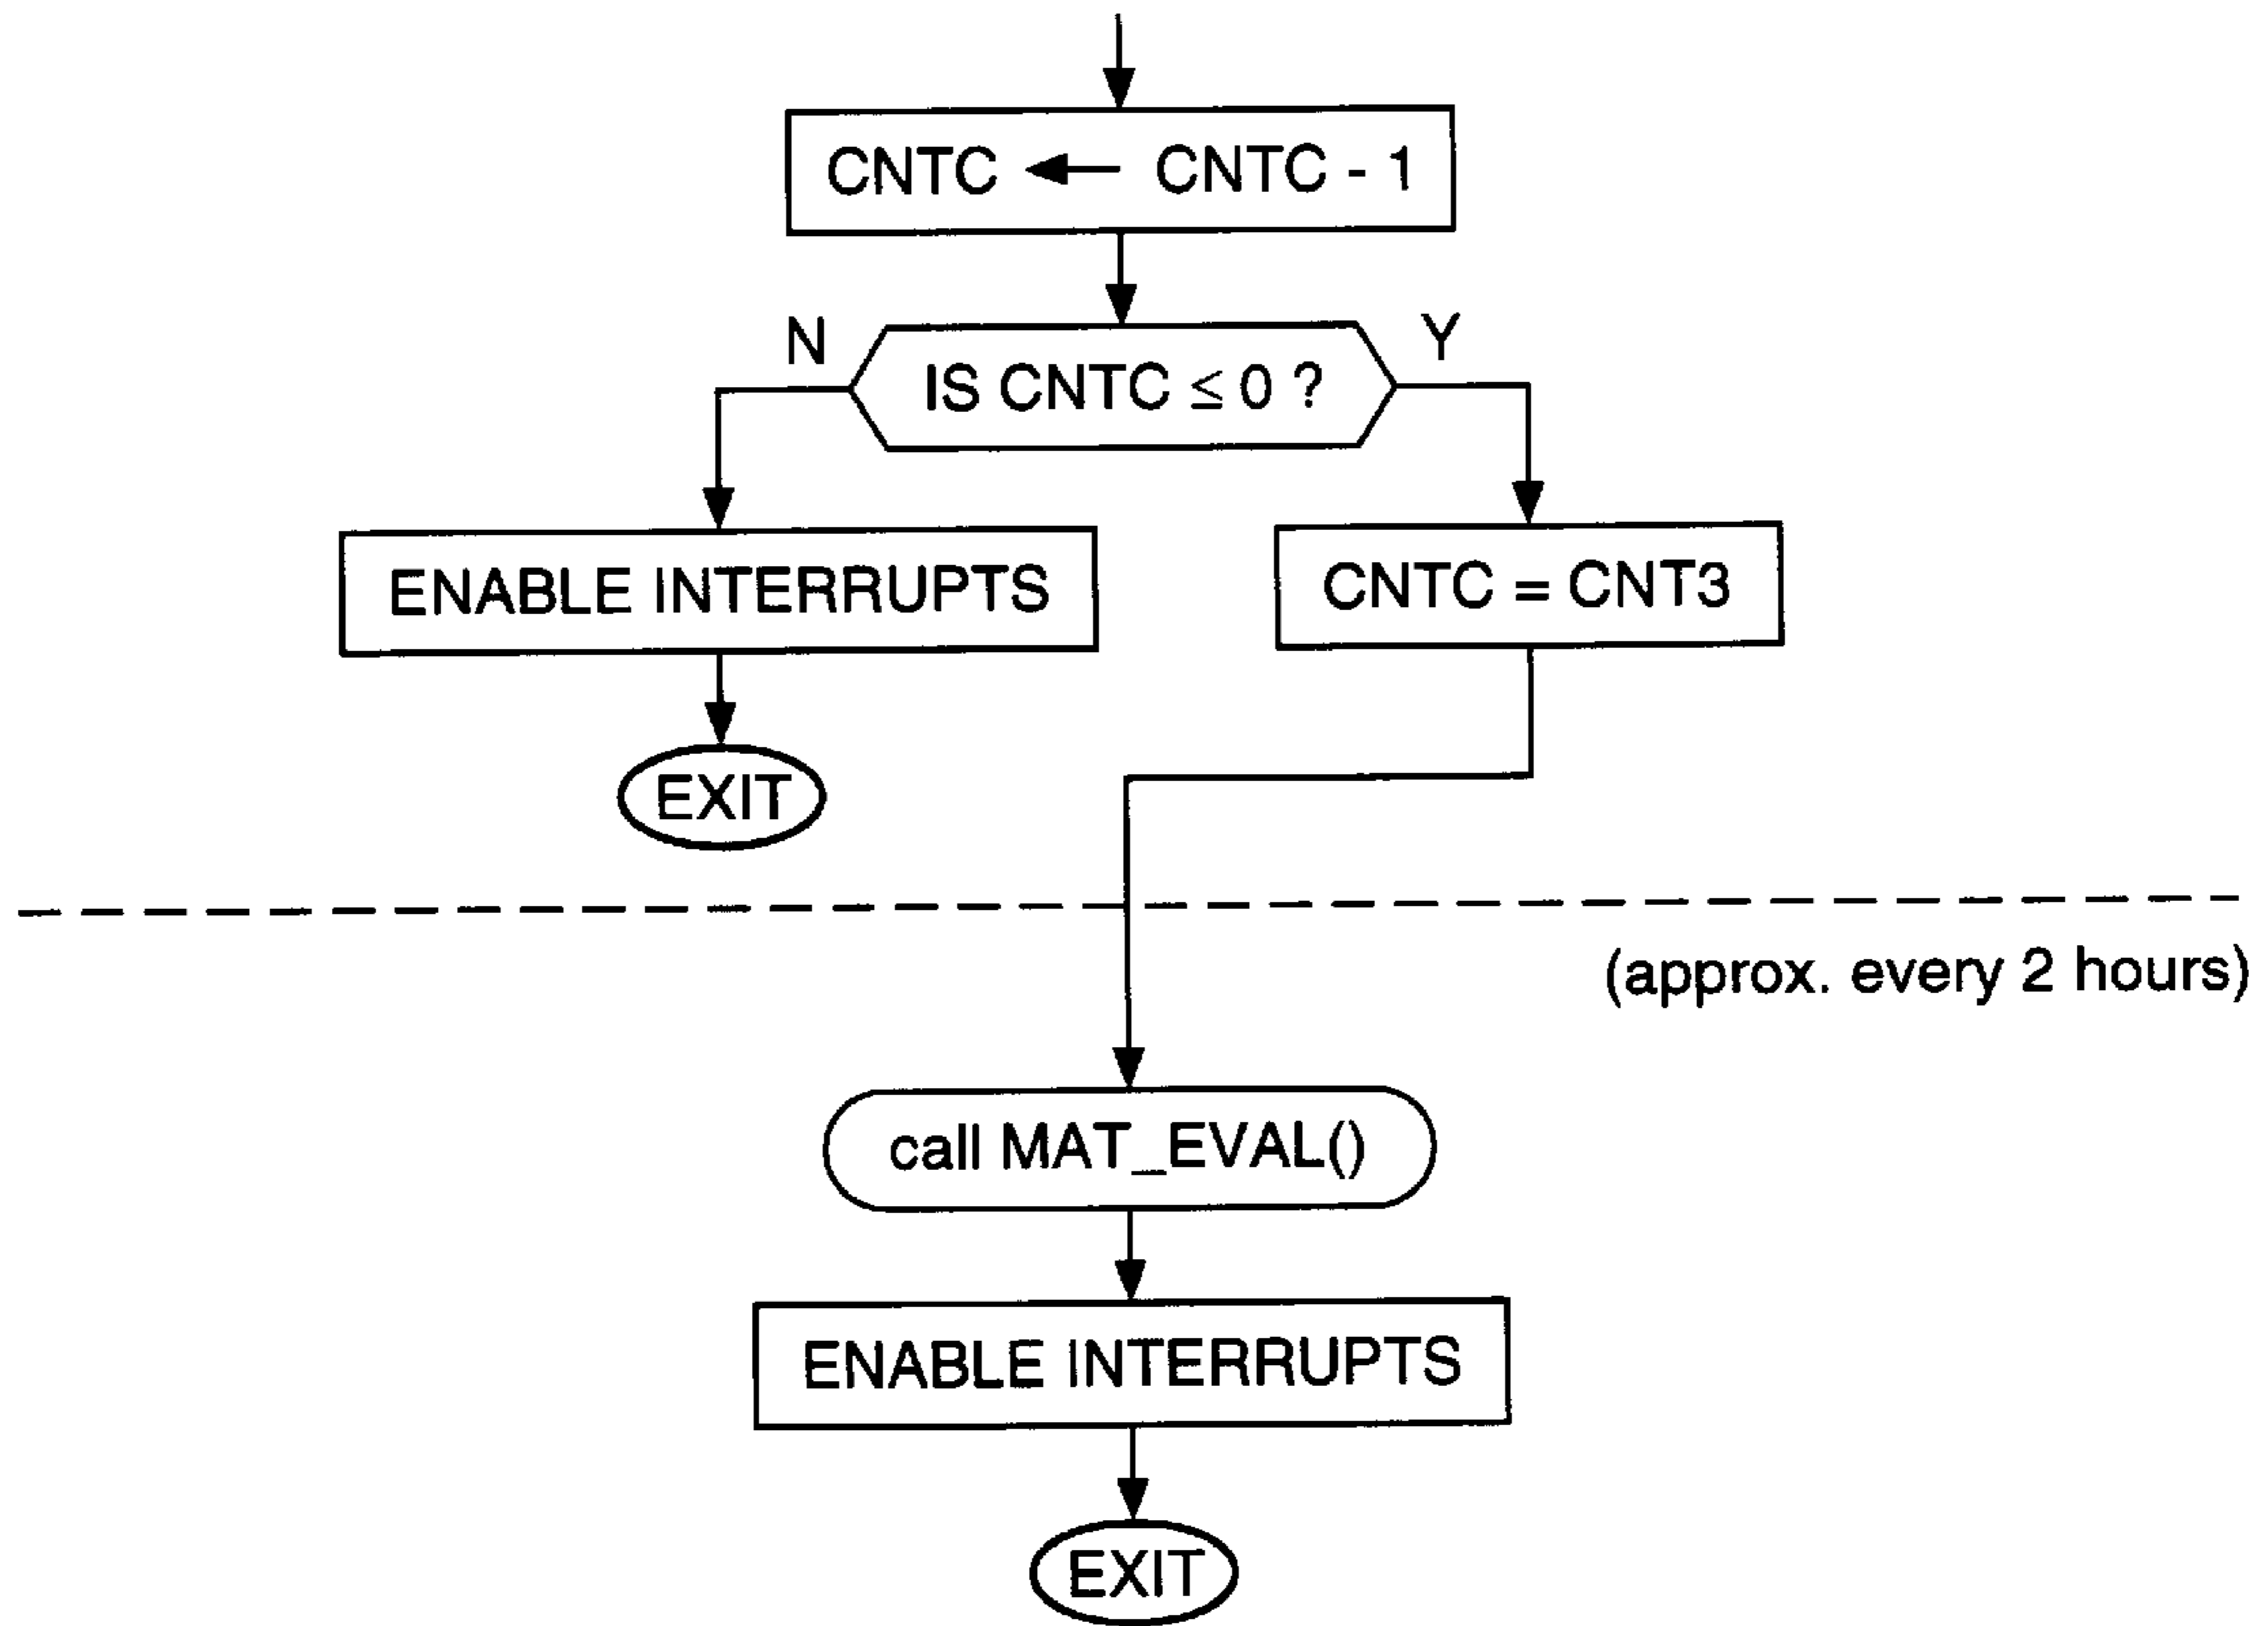 CNTC ← CNTC - 1
N
Y
IS CNTC ≤ 0 ?
ENABLE INTERRUPTS
CNTC = CNT3
EXIT
(approx. every 2 hours)
call MAT_EVAL()
ENABLE INTERRUPTS
EXIT